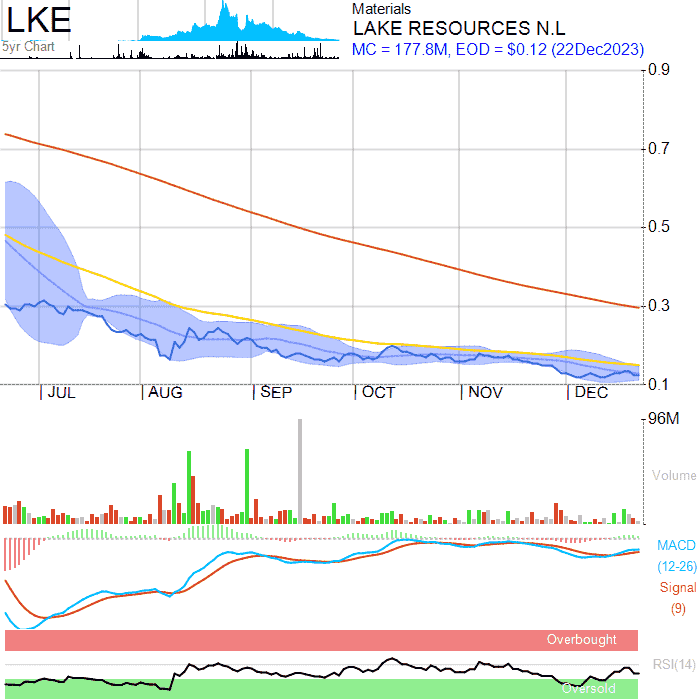 LKE
5yr Chart
Materials
LAKE RESOURCES N.L
MC = 177.8M, EOD = $0.12 (22Dec2023)
0.9
0.7
0.5
0.3
0.1
JUL AUG SEP OCT NOV DEC
96M
Volume
MACD
(12-26)
Signal
(9)
Overbought
RSI(14)
Oversold